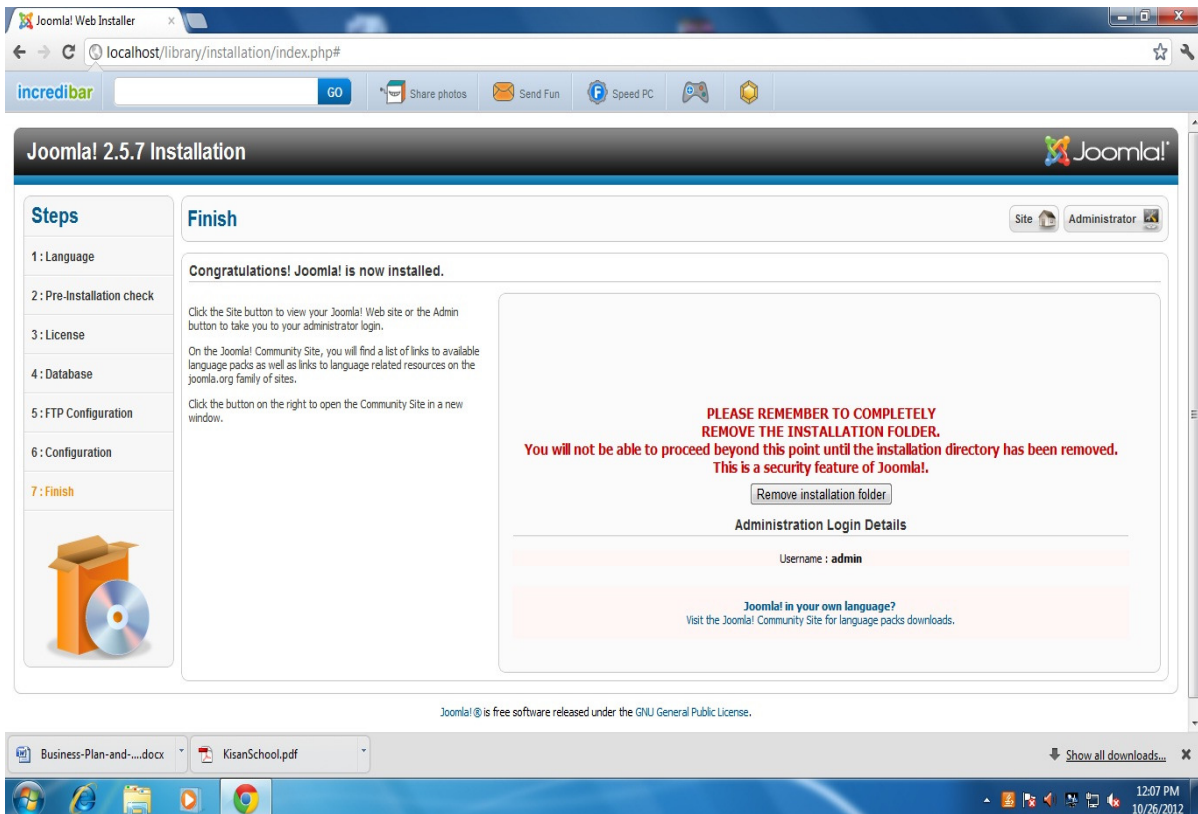 Joomla! Web Installer
localhost/library/installation/index.php#
incredibar
GO
Share photos
Send Fun
Speed PC
Joomla! 2.5.7 Installation
Joomla!
Steps
1 : Language
2 : Pre-Installation check
3 : License
4 : Database
5 : FTP Configuration
6 : Configuration
7 : Finish
Finish
Site
Administrator
Congratulations! Joomla! is now installed.
Click the Site button to view your Joomla! Web site or the Admin
button to take you to your administrator login.
On the Joomla! Community Site, you will find a list of links to available
language packs as well as links to language related resources on the
joomla.org family of sites.
Click the button on the right to open the Community Site in a new
window.
PLEASE REMEMBER TO COMPLETELY
REMOVE THE INSTALLATION FOLDER.
You will not be able to proceed beyond this point until the installation directory has been removed.
This is a security feature of Joomla!.
Remove installation folder
Administration Login Details
Username : admin
Joomla! in your own language?
Visit the Joomla! Community Site for language packs downloads.
Joomla! ® is free software released under the GNU General Public License.
Business-Plan-and-....docx
KisanSchool.pdf
Show all downloads...
12:07 PM
10/26/2012